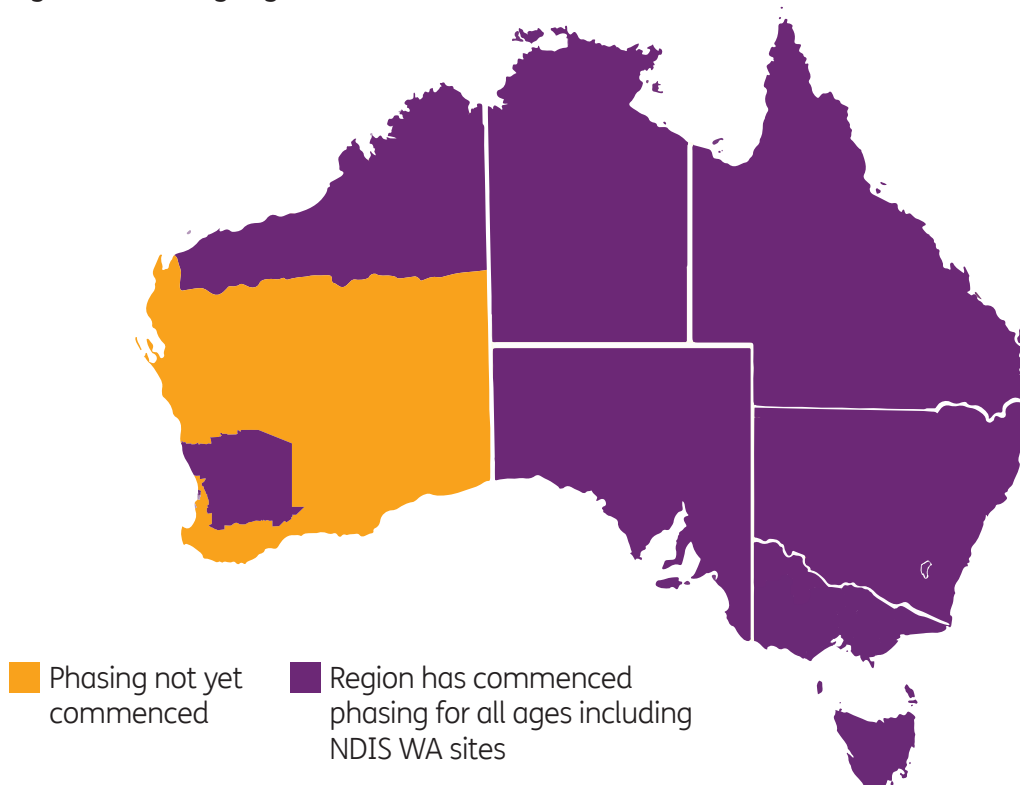 Phasing not yet
commenced
Region has commenced
phasing for all ages including
NDIS WA sites